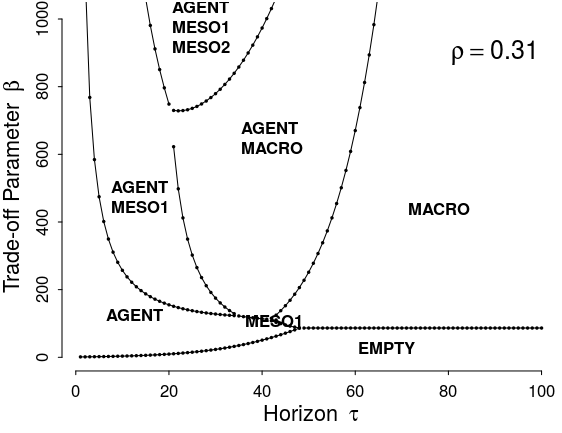 AGENT
MESO1
MESO2
ρ = 0.31
AGENT
MACRO
AGENT
MESO1
MACRO
AGENT
MESO1
EMPTY
Trade-off Parameter β
0
200
400
600
800
1000
0 20 40 60 80 100
Horizon τ